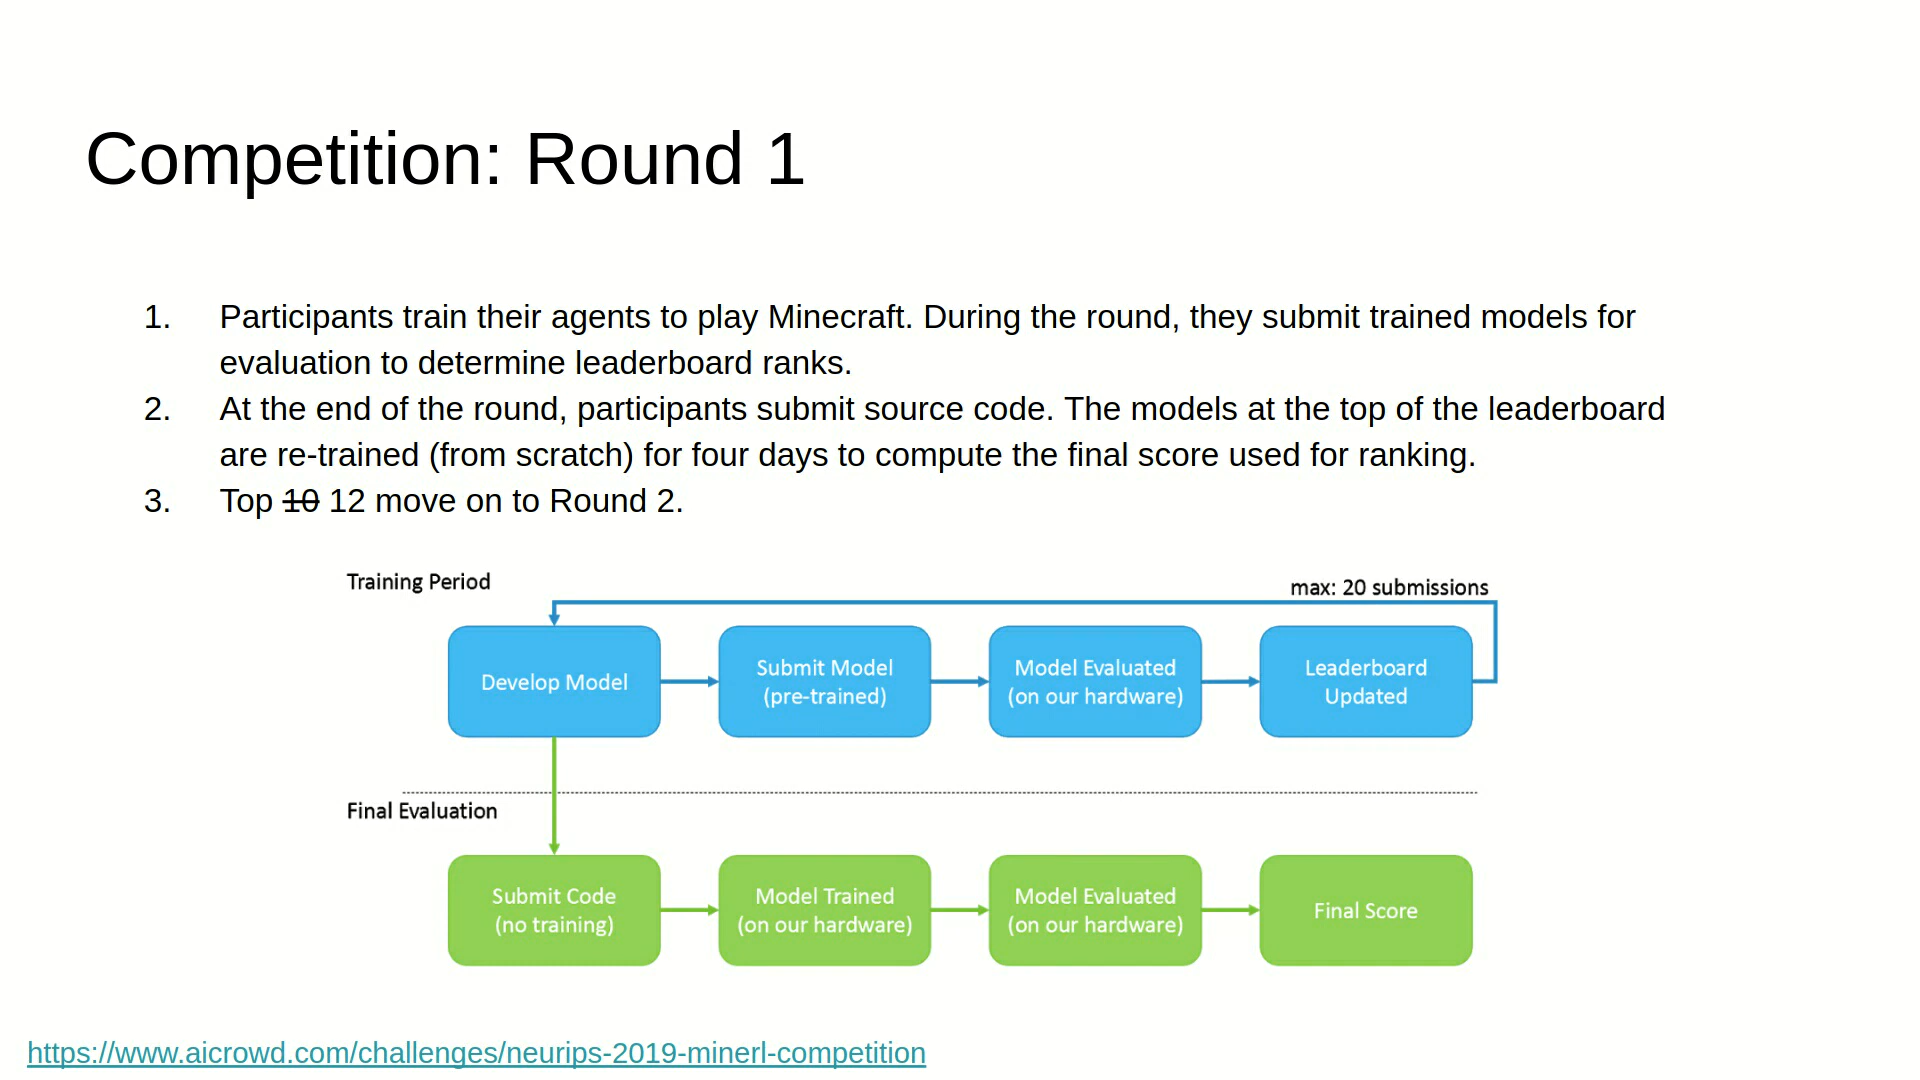 Competition: Round 1
1. Participants train their agents to play Minecraft. During the round, they submit trained models for
evaluation to determine leaderboard ranks.
2. At the end of the round, participants submit source code. The models at the top of the leaderboard
are re-trained (from scratch) for four days to compute the final score used for ranking.
3. Top 10 12 move on to Round 2.
Training Period
max: 20 submissions
Develop Model
Submit Model
(pre-trained)
Model Evaluated
(on our hardware)
Leaderboard
Updated
Final Evaluation
Submit Code
(no training)
Model Trained
(on our hardware)
Model Evaluated
(on our hardware)
Final Score
https://www.aicrowd.com/challenges/neurips-2019-minerl-competition